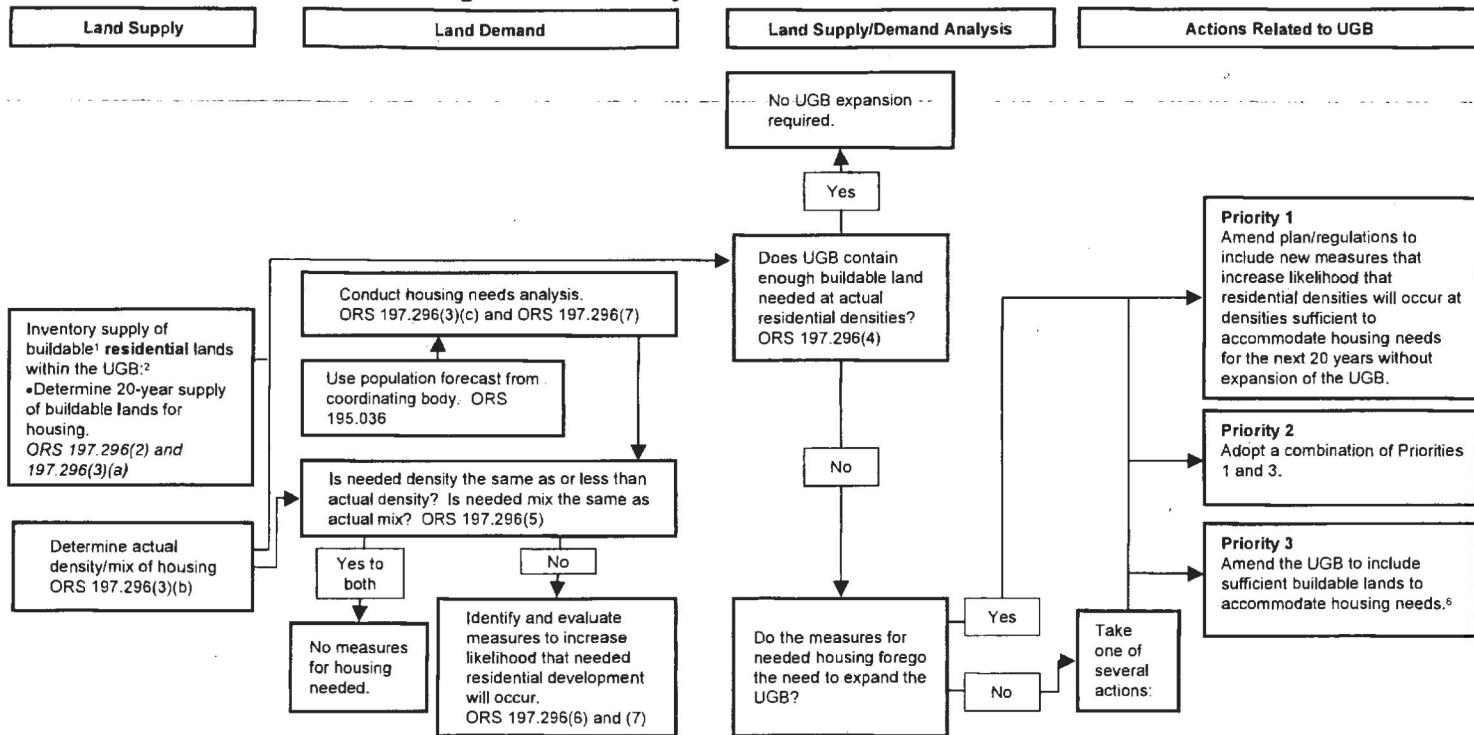 Land Supply
Land Demand
Land Supply/Demand Analysis
Actions Related to UGB
No UGB expansion
required.
Yes
Does UGB contain
enough buildable land
needed at actual
residential densities?
ORS 197.296(4)
No
Do the measures for
needed housing forego
the need to expand the
UGB?
Yes
No
Inventory supply of
buildable¹ residential lands
within the UGB:²
•Determine 20-year supply
of buildable lands for
housing.
ORS 197.296(2) and
197.296(3)(a)
Determine actual
density/mix of housing
ORS 197.296(3)(b)
Conduct housing needs analysis.
ORS 197.296(3)(c) and ORS 197.296(7)
Use population forecast from
coordinating body. ORS
195.036
Is needed density the same as or less than
actual density? Is needed mix the same as
actual mix? ORS 197.296(5)
Yes to
both
No
No measures
for housing
needed.
Identify and evaluate
measures to increase
likelihood that needed
residential development
will occur.
ORS 197.296(6) and (7)
Priority 1
Amend plan/regulations to
include new measures that
increase likelihood that
residential densities will occur at
densities sufficient to
accommodate housing needs
for the next 20 years without
expansion of the UGB.
Priority 2
Adopt a combination of Priorities
1 and 3.
Priority 3
Amend the UGB to include
sufficient buildable lands to
accommodate housing needs.⁶
Take
one of
several
actions: